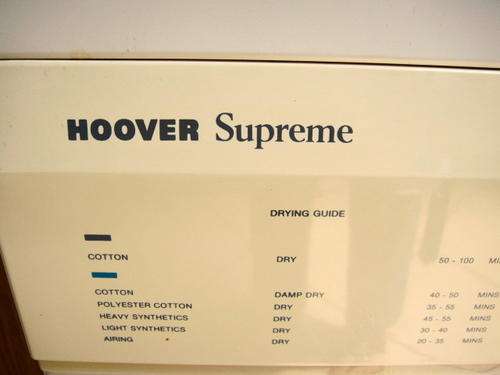 HOOVER Supreme
DRYING GUIDE
COTTON DRY 50 - 100
COTTON DAMP DRY 40 - 50 MINS
POLYESTER COTTON DRY 35 - 55 MINS
HEAVY SYNTHETICS DRY 45 - 55 MINS
LIGHT SYNTHETICS DRY 30 - 40 MINS
AIRING DRY 20 - 35 MINS